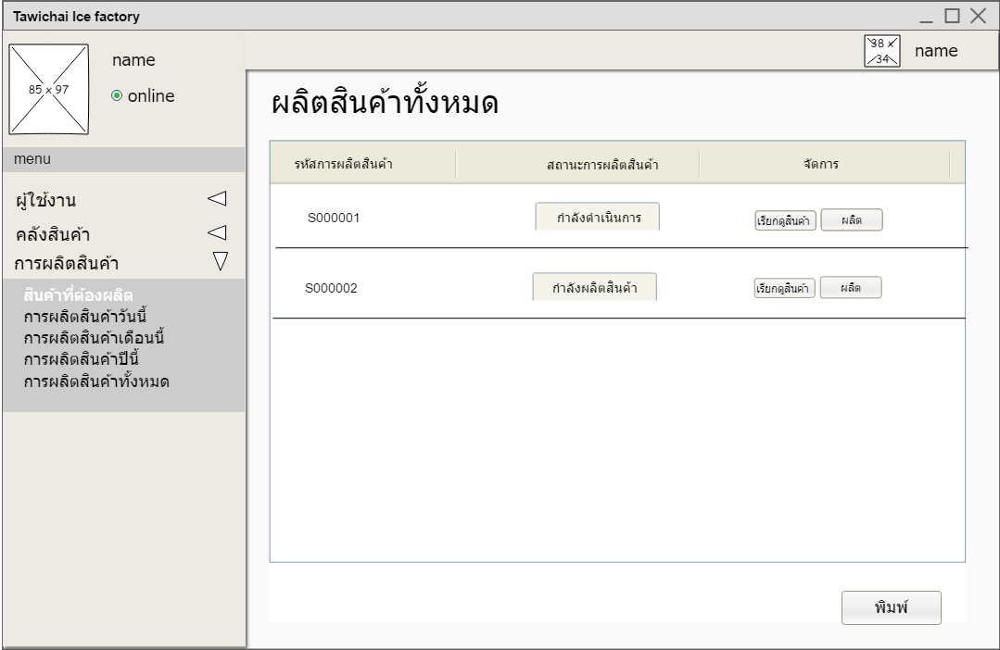 Tawichai Ice factory
85 x 97
name
online
38 x 34
name
menu
ผู้ใช้งาน
คลังสินค้า
การผลิตสินค้า
สินค้าที่ต้องผลิต
การผลิตสินค้าวันนี้
การผลิตสินค้าเดือนนี้
การผลิตสินค้าปีนี้
การผลิตสินค้าทั้งหมด
ผลิตสินค้าทั้งหมด
รหัสการผลิตสินค้า สถานะการผลิตสินค้า จัดการ
S000001 กำลังดำเนินการ เรียกดูสินค้า ผลิต
S000002 กำลังผลิตสินค้า เรียกดูสินค้า ผลิต
พิมพ์